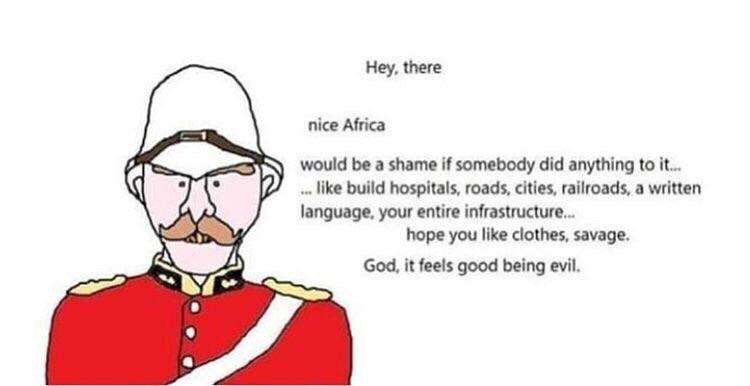 Hey, there
nice Africa
would be a shame if somebody did anything to it...
... like build hospitals, roads, cities, railroads, a written
language, your entire infrastructure...
hope you like clothes, savage.
God, it feels good being evil.